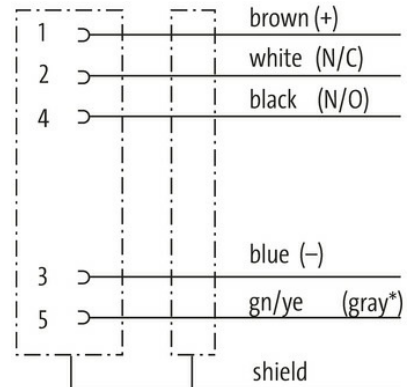 1 brown (+)
2 white (N/C)
4 black (N/O)
3 blue (–)
5 gn/ye (gray*)
shield